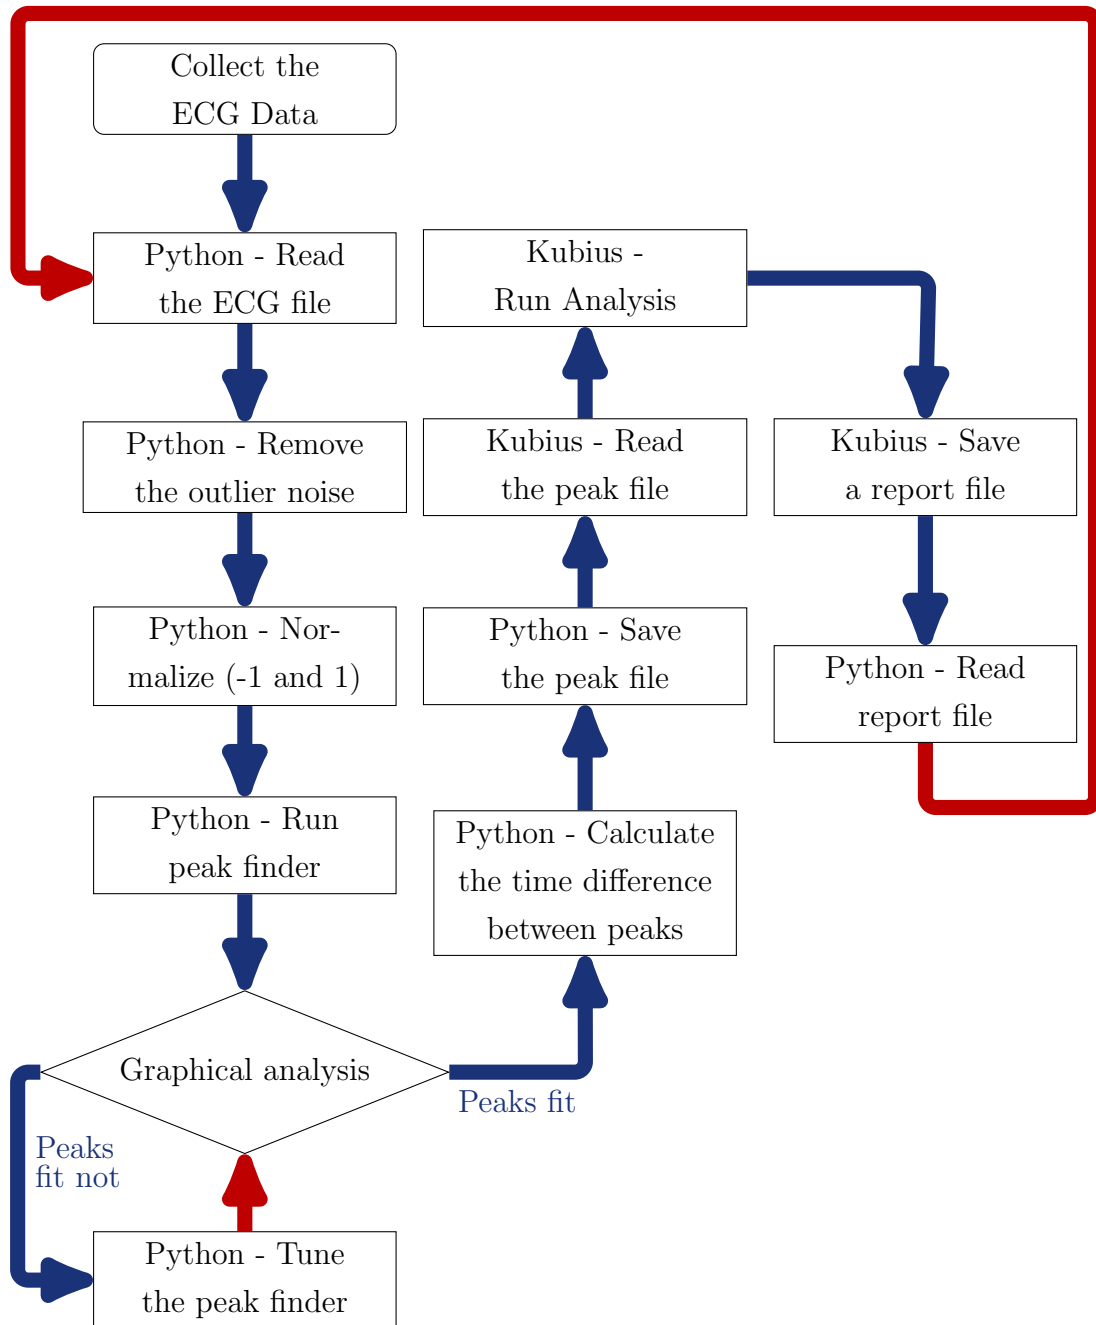 Collect the
ECG Data
Python - Read
the ECG file
Python - Remove
the outlier noise
Python - Nor-
malize (-1 and 1)
Python - Run
peak finder
Graphical analysis
Peaks
fit not
Python - Tune
the peak finder
Peaks fit
Python - Calculate
the time difference
between peaks
Python - Save
the peak file
Kubius - Read
the peak file
Kubius -
Run Analysis
Kubius - Save
a report file
Python - Read
report file